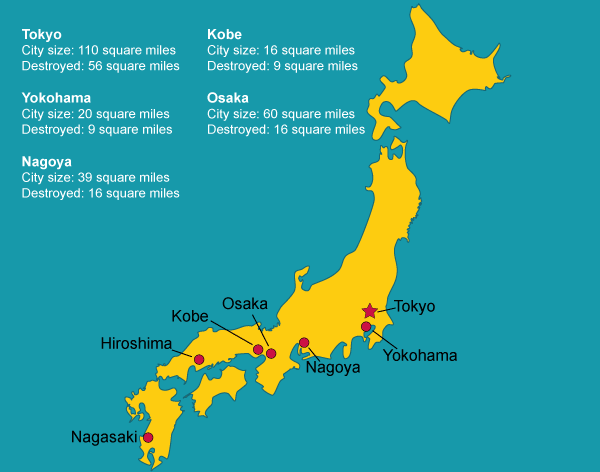 Tokyo
City size: 110 square miles
Destroyed: 56 square miles
Kobe
City size: 16 square miles
Destroyed: 9 square miles
Yokohama
City size: 20 square miles
Destroyed: 9 square miles
Osaka
City size: 60 square miles
Destroyed: 16 square miles
Nagoya
City size: 39 square miles
Destroyed: 16 square miles
Osaka
Tokyo
Kobe
Hiroshima
Yokohama
Nagoya
Nagasaki